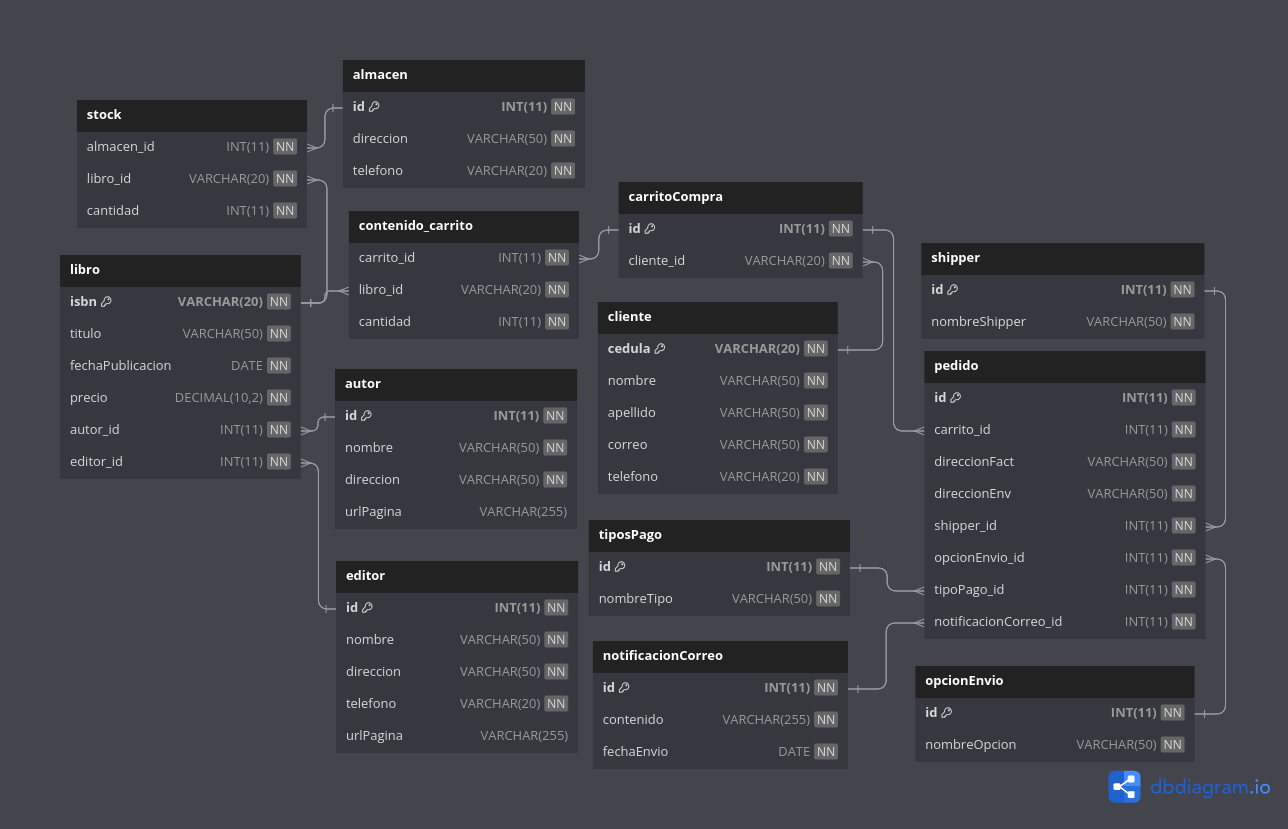 almacen
id INT(11) NN
direccion VARCHAR(50) NN
telefono VARCHAR(20) NN
stock
almacen_id INT(11) NN
libro_id VARCHAR(20) NN
cantidad INT(11) NN
contenido_carrito
carrito_id INT(11) NN
libro_id VARCHAR(20) NN
cantidad INT(11) NN
carritoCompra
id INT(11) NN
cliente_id VARCHAR(20) NN
libro
isbn VARCHAR(20) NN
titulo VARCHAR(50) NN
fechaPublicacion DATE NN
precio DECIMAL(10,2) NN
autor_id INT(11) NN
editor_id INT(11) NN
cliente
cedula VARCHAR(20) NN
nombre VARCHAR(50) NN
apellido VARCHAR(50) NN
correo VARCHAR(50) NN
telefono VARCHAR(20) NN
shipper
id INT(11) NN
nombreShipper VARCHAR(50) NN
autor
id INT(11) NN
nombre VARCHAR(50) NN
direccion VARCHAR(50) NN
urlPagina VARCHAR(255)
pedido
id INT(11) NN
carrito_id INT(11) NN
direccionFact VARCHAR(50) NN
direccionEnv VARCHAR(50) NN
shipper_id INT(11) NN
opcionEnvio_id INT(11) NN
tipoPago_id INT(11) NN
notificacionCorreo_id INT(11) NN
tiposPago
id INT(11) NN
nombreTipo VARCHAR(50) NN
editor
id INT(11) NN
nombre VARCHAR(50) NN
direccion VARCHAR(50) NN
telefono VARCHAR(20) NN
urlPagina VARCHAR(255)
notificacionCorreo
id INT(11) NN
contenido VARCHAR(255) NN
fechaEnvio DATE NN
opcionEnvio
id INT(11) NN
nombreOpcion VARCHAR(50) NN
dbdiagram.io